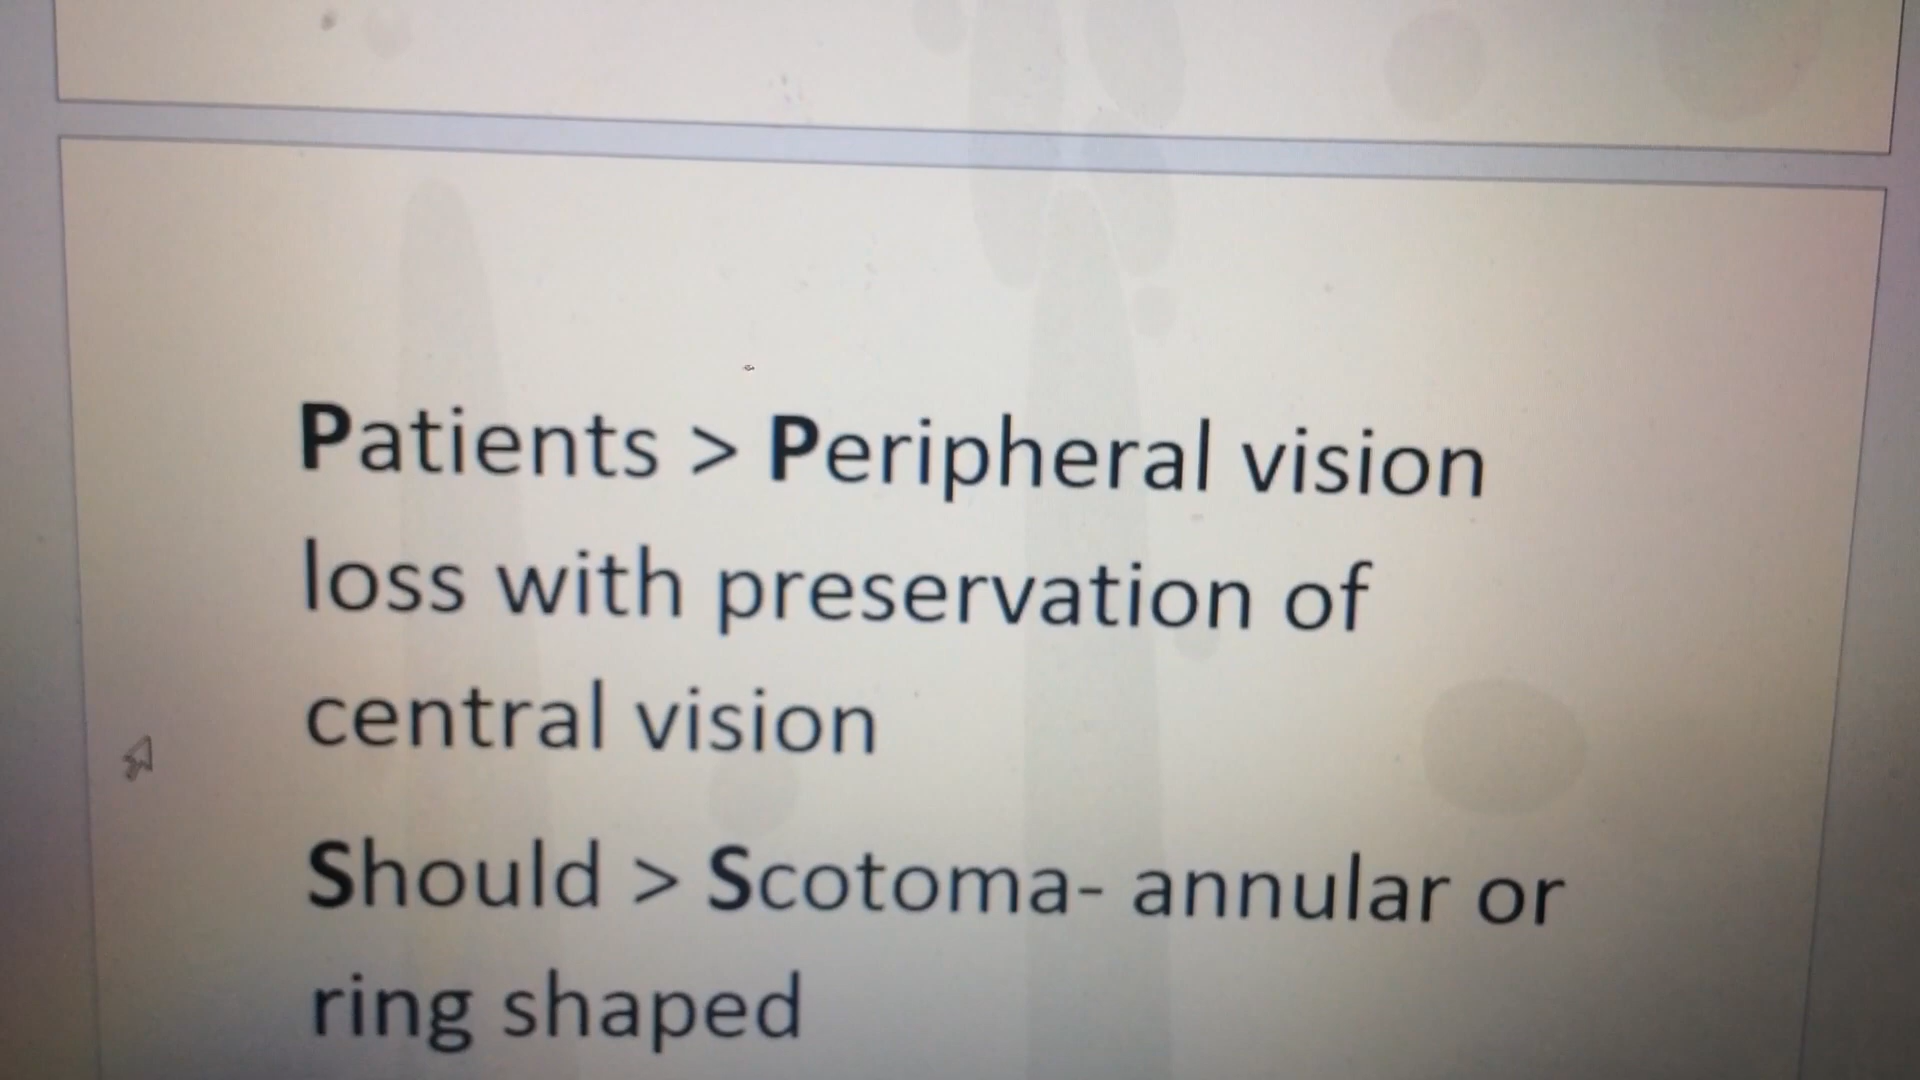 Patients > Peripheral vision
loss with preservation of
central vision
Should > Scotoma- annular or
ring shaped